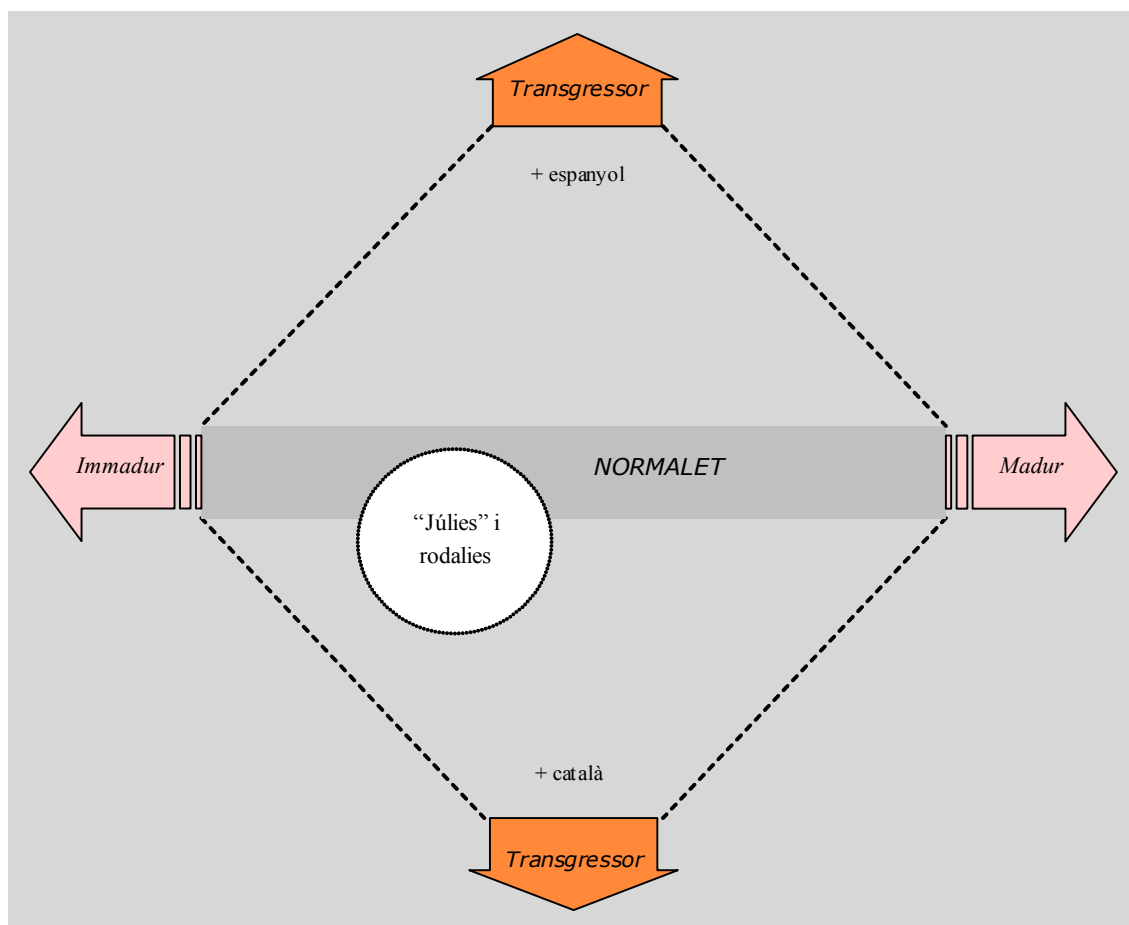 Transgressor
+ espanyol
Immadur
NORMALET
Madur
“Júlies” i
rodalies
+ català
Transgressor